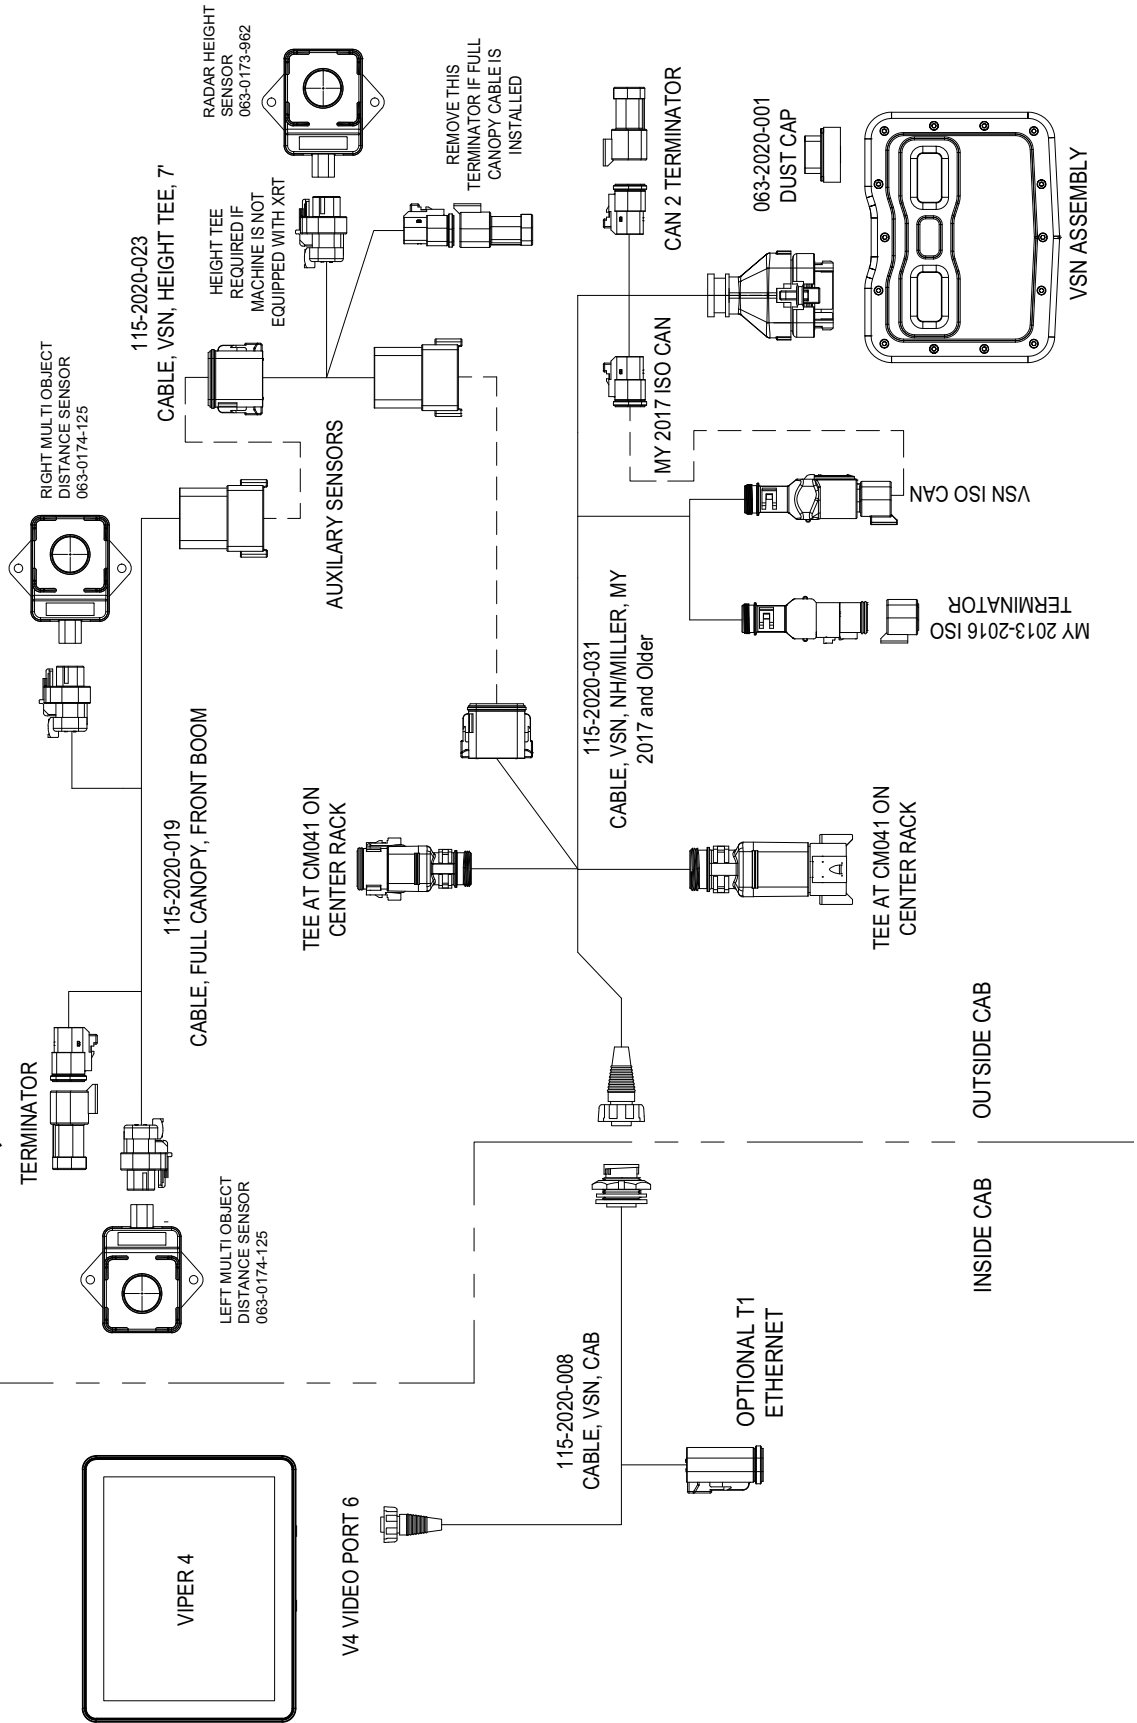 RIGHT MULTI OBJECT
DISTANCE SENSOR
063-0174-125
RADAR HEIGHT
SENSOR
063-0173-962
115-2020-023
CABLE, VSN, HEIGHT TEE, 7'
HEIGHT TEE
REQUIRED IF
MACHINE IS NOT
EQUIPPED WITH XRT
REMOVE THIS
TERMINATOR IF FULL
CANOPY CABLE IS
INSTALLED
TERMINATOR
115-2020-019
CABLE, FULL CANOPY, FRONT BOOM
AUXILARY SENSORS
LEFT MULTI OBJECT
DISTANCE SENSOR
063-0174-125
CAN 2 TERMINATOR
MY 2017 ISO CAN
063-2020-001
DUST CAP
VSN ASSEMBLY
VSN ISO CAN
MY 2013-2016 ISO
TERMINATOR
115-2020-031
CABLE, VSN, NH/MILLER, MY
2017 and Older
TEE AT CM041 ON
CENTER RACK
TEE AT CM041 ON
CENTER RACK
OUTSIDE CAB
INSIDE CAB
VIPER 4
V4 VIDEO PORT 6
115-2020-008
CABLE, VSN, CAB
OPTIONAL T1
ETHERNET
A